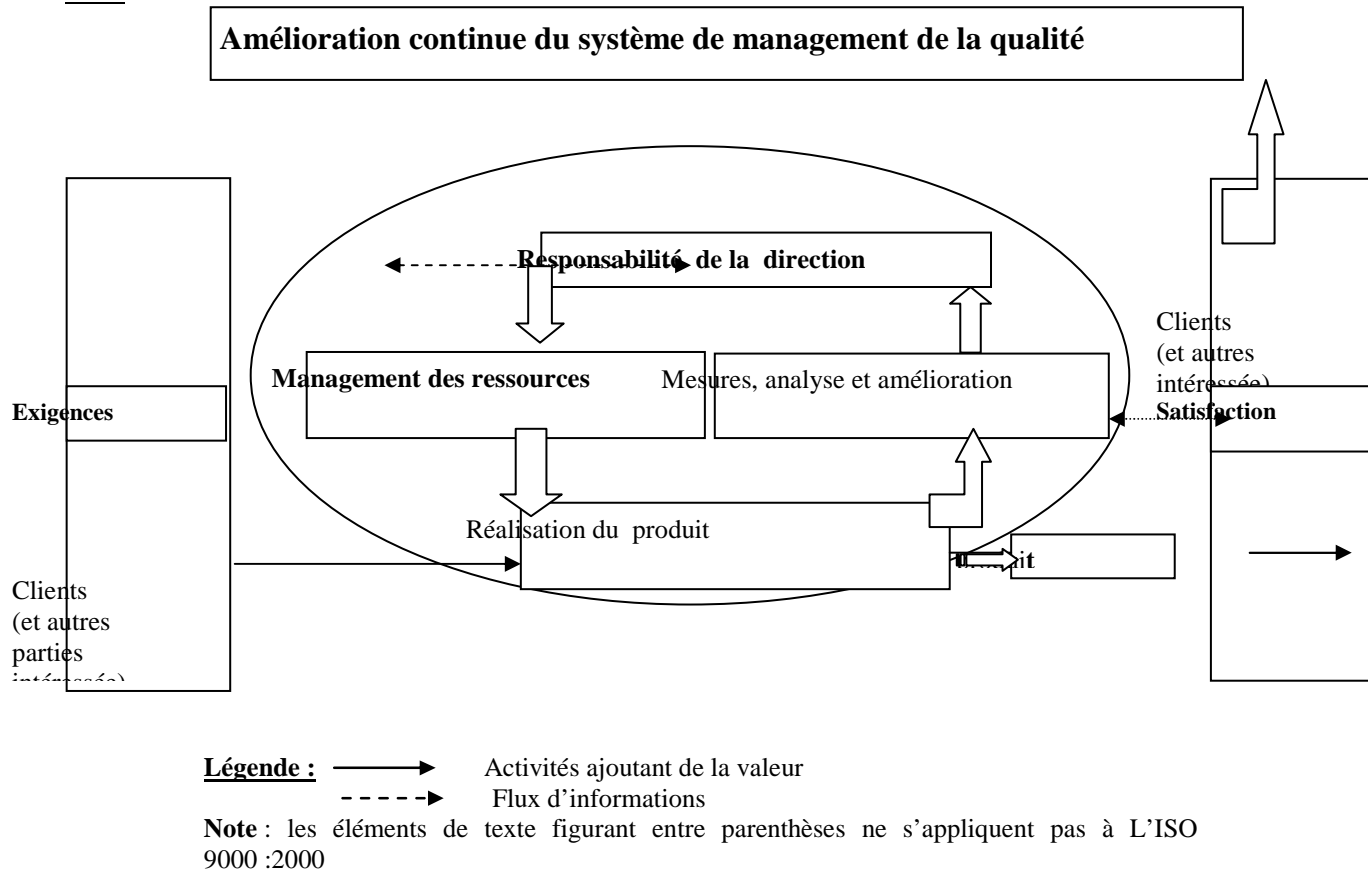 Amélioration continue du système de management de la qualité
Responsabilité de la direction
Management des ressources
Mesures, analyse et amélioration
Clients
(et autres
intéressée)
Exigences
Satisfaction
Réalisation du produit
Clients
(et autres
parties
intéressée)
Légende :
Activités ajoutant de la valeur
Flux d’informations
Note : les éléments de texte figurant entre parenthèses ne s’appliquent pas à L’ISO
9000 :2000